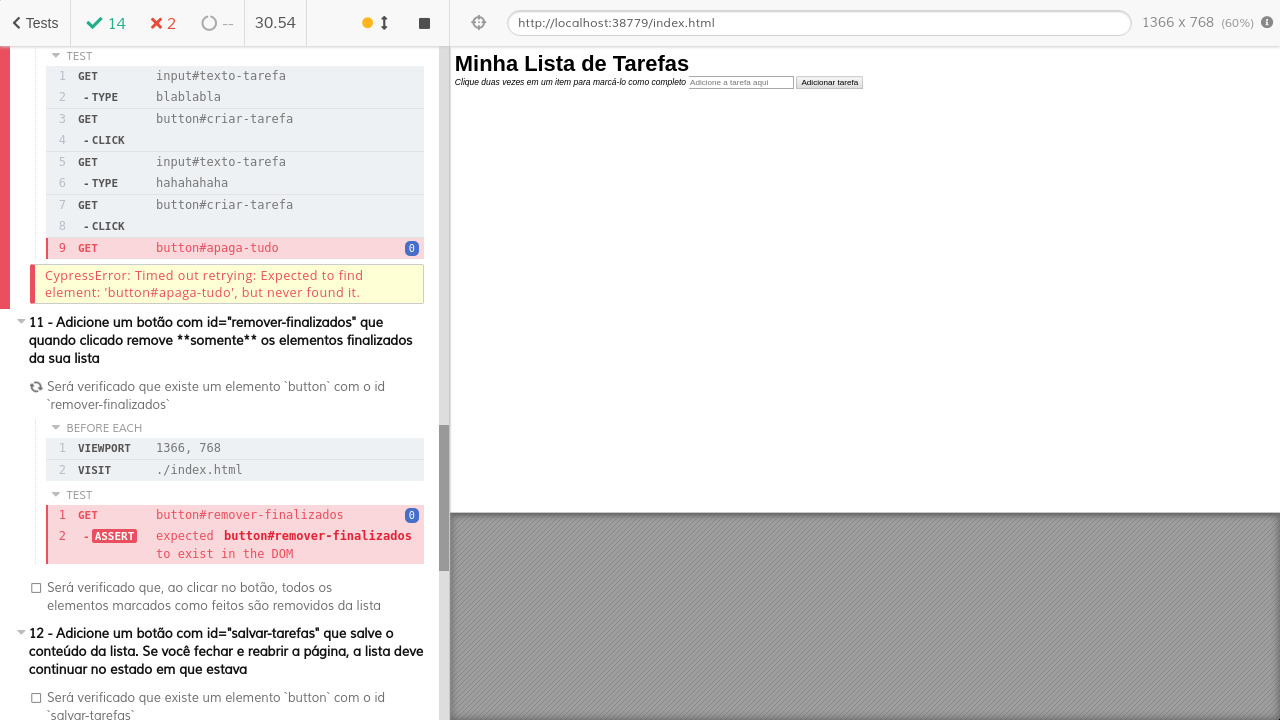 Tests 14 2 -- 30.54 http://localhost:38779/index.html 1366 x 768 (60%)
TEST
1 GET input#texto-tarefa
2 - TYPE blablabla
3 GET button#criar-tarefa
4 - CLICK
5 GET input#texto-tarefa
6 - TYPE hahahahaha
7 GET button#criar-tarefa
8 - CLICK
9 GET button#apaga-tudo 0
CypressError: Timed out retrying: Expected to find
element: 'button#apaga-tudo', but never found it.
11 - Adicione um botão com id="remover-finalizados" que
quando clicado remove **somente** os elementos finalizados
da sua lista
Será verificado que existe um elemento `button` com o id
`remover-finalizados`
BEFORE EACH
1 VIEWPORT 1366, 768
2 VISIT ./index.html
TEST
1 GET button#remover-finalizados 0
2 - ASSERT expected button#remover-finalizados
to exist in the DOM
Será verificado que, ao clicar no botão, todos os
elementos marcados como feitos são removidos da lista
12 - Adicione um botão com id="salvar-tarefas" que salve o
conteúdo da lista. Se você fechar e reabrir a página, a lista deve
continuar no estado em que estava
Será verificado que existe um elemento `button` com o id
`salvar-tarefas`
Minha Lista de Tarefas
Clique duas vezes em um item para marcá-lo como completo Adicione a tarefa aqui Adicionar tarefa